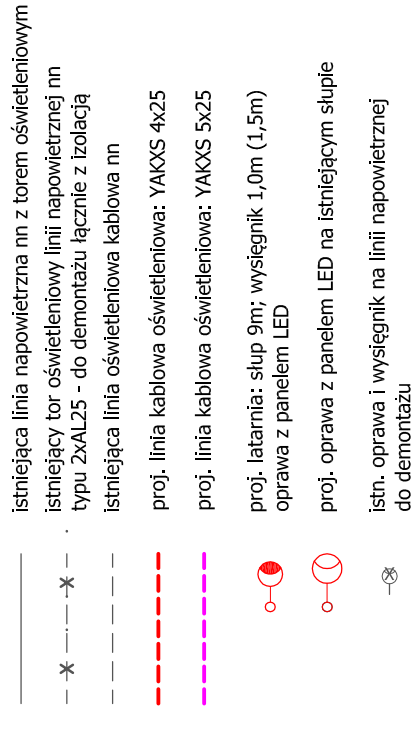 istniejąca linia napowietrzna nn z torem oświetleniowym
istniejący tor oświetleniowy linii napowietrznej nn
typu 2xAL25 - do demontażu łącznie z izolacją
istniejąca linia oświetleniowa kablowa nn
proj. linia kablowa oświetleniowa: YAKXS 4x25
proj. linia kablowa oświetleniowa: YAKXS 5x25
proj. latarnia: słup 9m; wysięgnik 1,0m (1,5m)
oprawa z panelem LED
proj. oprawa z panelem LED na istniejącym słupie
istn. oprawa i wysięgnik na linii napowietrznej
do demontażu